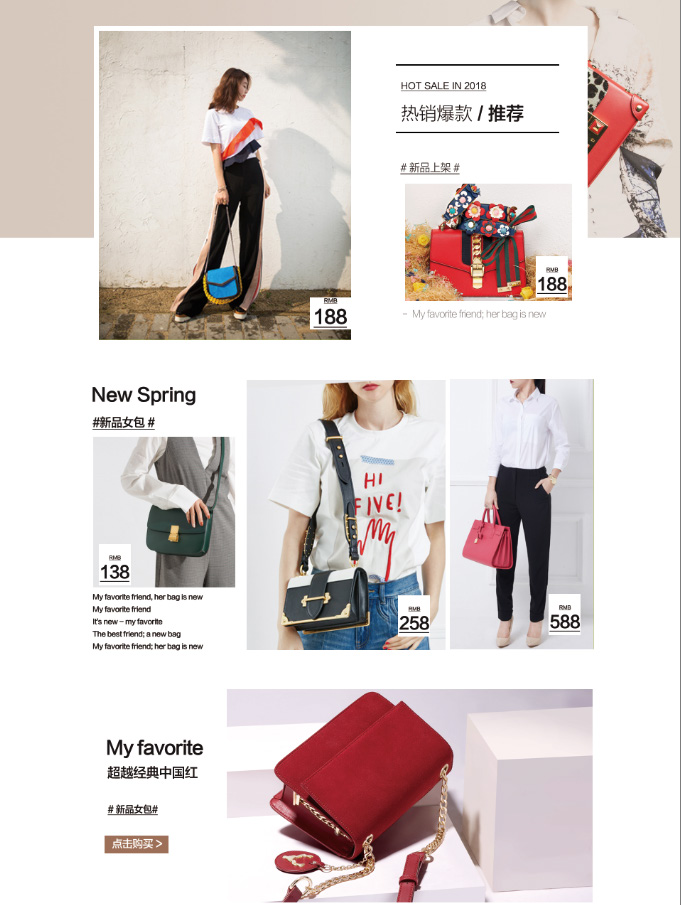 HOT SALE IN 2018
热销爆款 / 推荐
# 新品上架 #
RMB
188
RMB
188
- My favorite friend; her bag is new
New Spring
#新品女包 #
HI
FIVE!
RMB
138
RMB
258
RMB
588
My favorite friend, her bag is new
My favorite friend
It's new – my favorite
The best friend; a new bag
My favorite friend; her bag is new
My favorite
超越经典中国红
# 新品女包#
点击购买 >